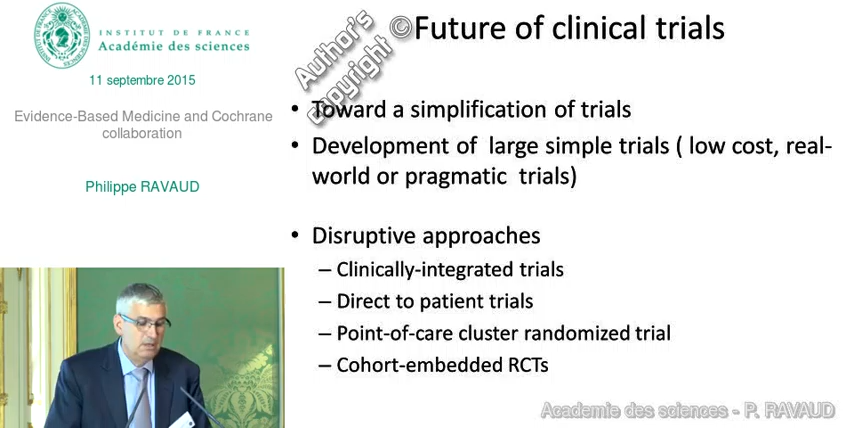 INSTITUT DE FRANCE
Académie des sciences
11 septembre 2015
Evidence-Based Medicine and Cochrane
collaboration
Philippe RAVAUD
Author's
copyright ©
Future of clinical trials
• Toward a simplification of trials
• Development of large simple trials ( low cost, real-
world or pragmatic trials)
• Disruptive approaches
– Clinically-integrated trials
– Direct to patient trials
– Point-of-care cluster randomized trial
– Cohort-embedded RCTs
Academie des sciences - P. RAVAUD